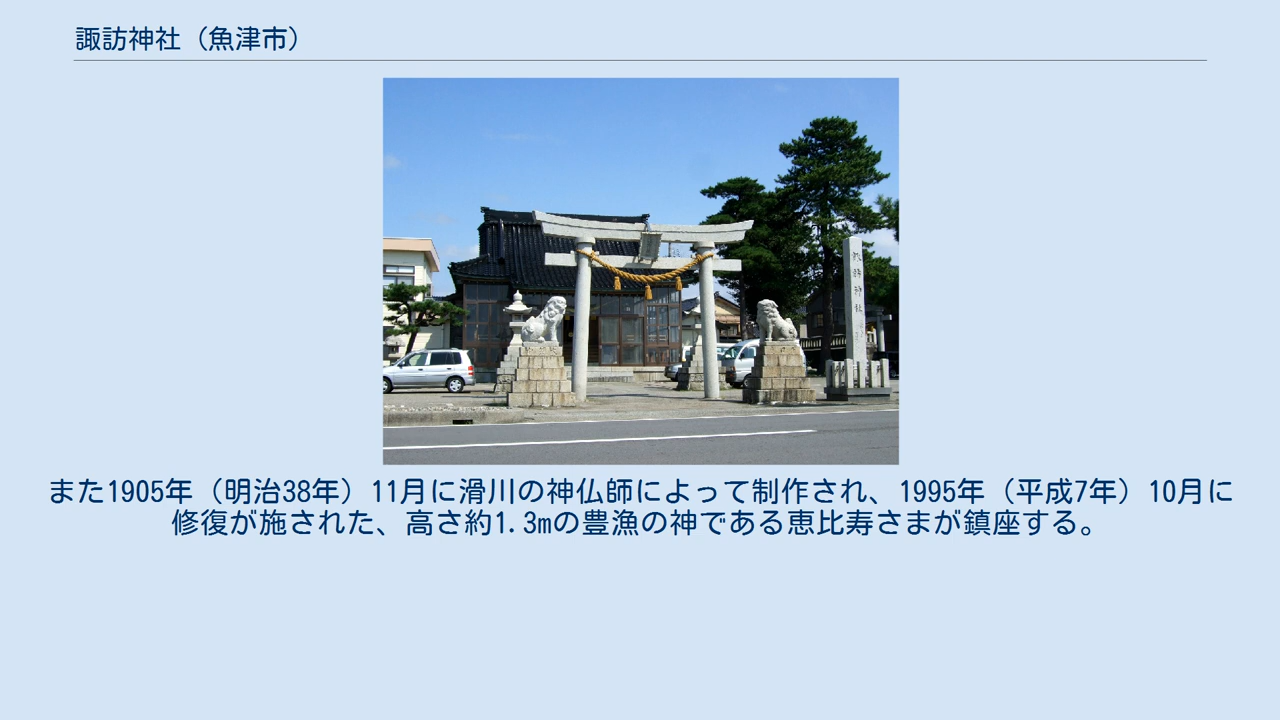 諏訪神社（魚津市）
諏訪神社
また1905年（明治38年）11月に滑川の神仏師によって制作され、1995年（平成7年）10月に
修復が施された、高さ約1.3mの豊漁の神である恵比寿さまが鎮座する。